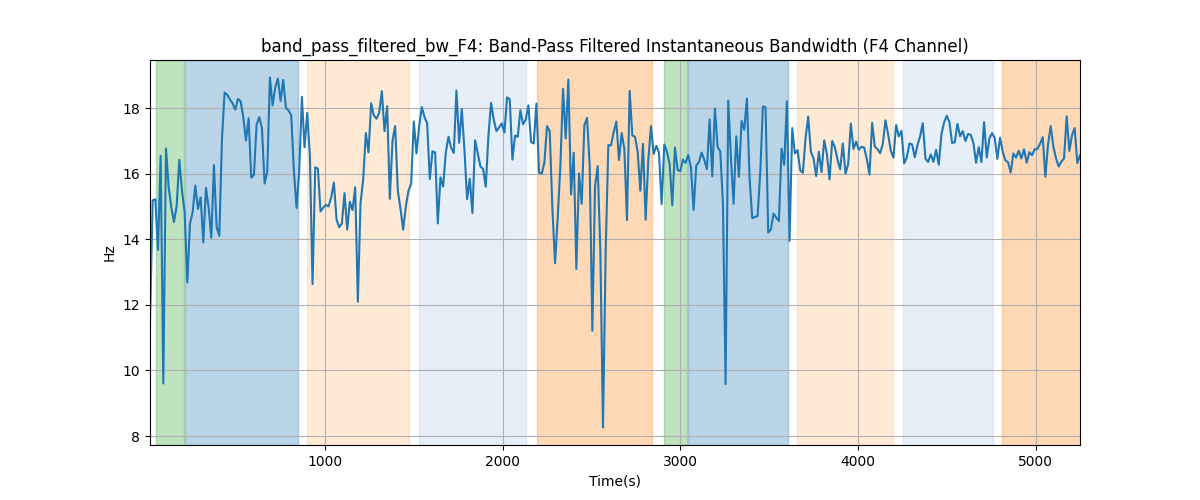 band_pass_filtered_bw_F4: Band-Pass Filtered Instantaneous Bandwidth (F4 Channel)
Hz
18
16
14
12
10
8
1000 2000 3000 4000 5000
Time(s)